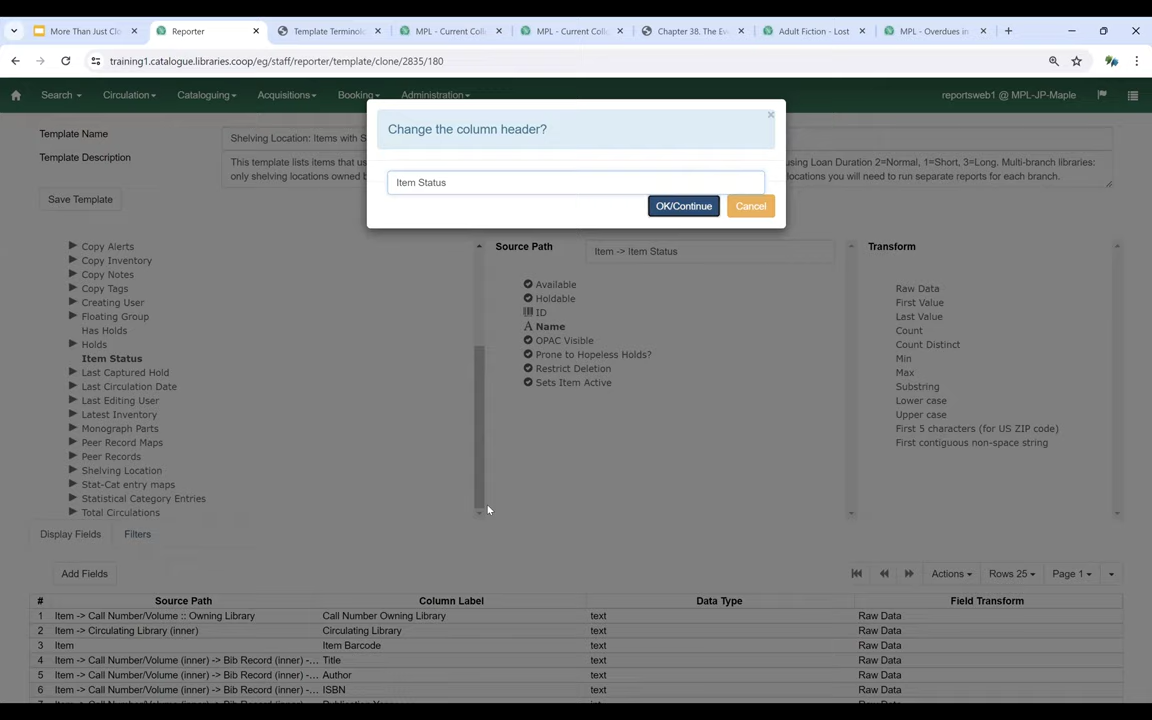 More Than Just Clo
Reporter
Template Terminolo
MPL - Current Coll
MPL - Current Coll
Chapter 38. The Ev
Adult Fiction - Lost
MPL - Overdues in
training1.catalogue.libraries.coop/eg/staff/reporter/template/clone/2835/180
Search Circulation Cataloguing Acquisitions Booking Administration reportsweb1 @ MPL-JP-Maple
Change the column header?
Template Name Shelving Location: Items with S
Template Description This template lists items that us using Loan Duration 2=Normal, 1=Short, 3=Long. Multi-branch libraries:
only shelving locations owned b locations you will need to run separate reports for each branch.
Item Status
Save Template
OK/Continue Cancel
Copy Alerts
Copy Inventory
Copy Notes
Copy Tags
Creating User
Floating Group
Has Holds
Holds
Item Status
Last Captured Hold
Last Circulation Date
Last Editing User
Latest Inventory
Monograph Parts
Peer Record Maps
Peer Records
Shelving Location
Stat-Cat entry maps
Statistical Category Entries
Total Circulations
Source Path Item -> Item Status
Available
Holdable
ID
Name
OPAC Visible
Prone to Hopeless Holds?
Restrict Deletion
Sets Item Active
Transform
Raw Data
First Value
Last Value
Count
Count Distinct
Min
Max
Substring
Lower case
Upper case
First 5 characters (for US ZIP code)
First contiguous non-space string
Display Fields Filters
Add Fields Actions Rows 25 Page 1
# Source Path Column Label Data Type Field Transform
1 Item -> Call Number/Volume :: Owning Library Call Number Owning Library text Raw Data
2 Item -> Circulating Library (inner) Circulating Library text Raw Data
3 Item Item Barcode text Raw Data
4 Item -> Call Number/Volume (inner) -> Bib Record (inner) -... Title text Raw Data
5 Item -> Call Number/Volume (inner) -> Bib Record (inner) -... Author text Raw Data
6 Item -> Call Number/Volume (inner) -> Bib Record (inner) -... ISBN text Raw Data